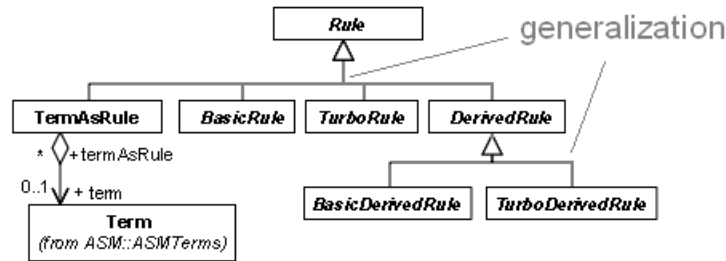 Rule
generalization
TermAsRule
BasicRule
TurboRule
DerivedRule
* +termAsRule
0..1 + term
Term
(from ASM::ASMTerms)
BasicDerivedRule
TurboDerivedRule